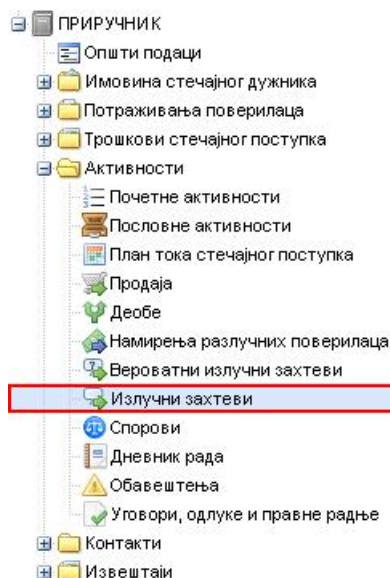 ПРИРУЧНИК
Општи подаци
Имовина стечајног дужника
Потраживања поверилаца
Трошкови стечајног поступка
Активности
Почетне активности
Пословне активности
План тока стечајног поступка
Продаја
Деобе
Намирења разлучних поверилаца
Вероватни излучни захтеви
Излучни захтеви
Спорови
Дневник рада
Обавештења
Уговори, одлуке и правне радње
Контакти
Извештаји